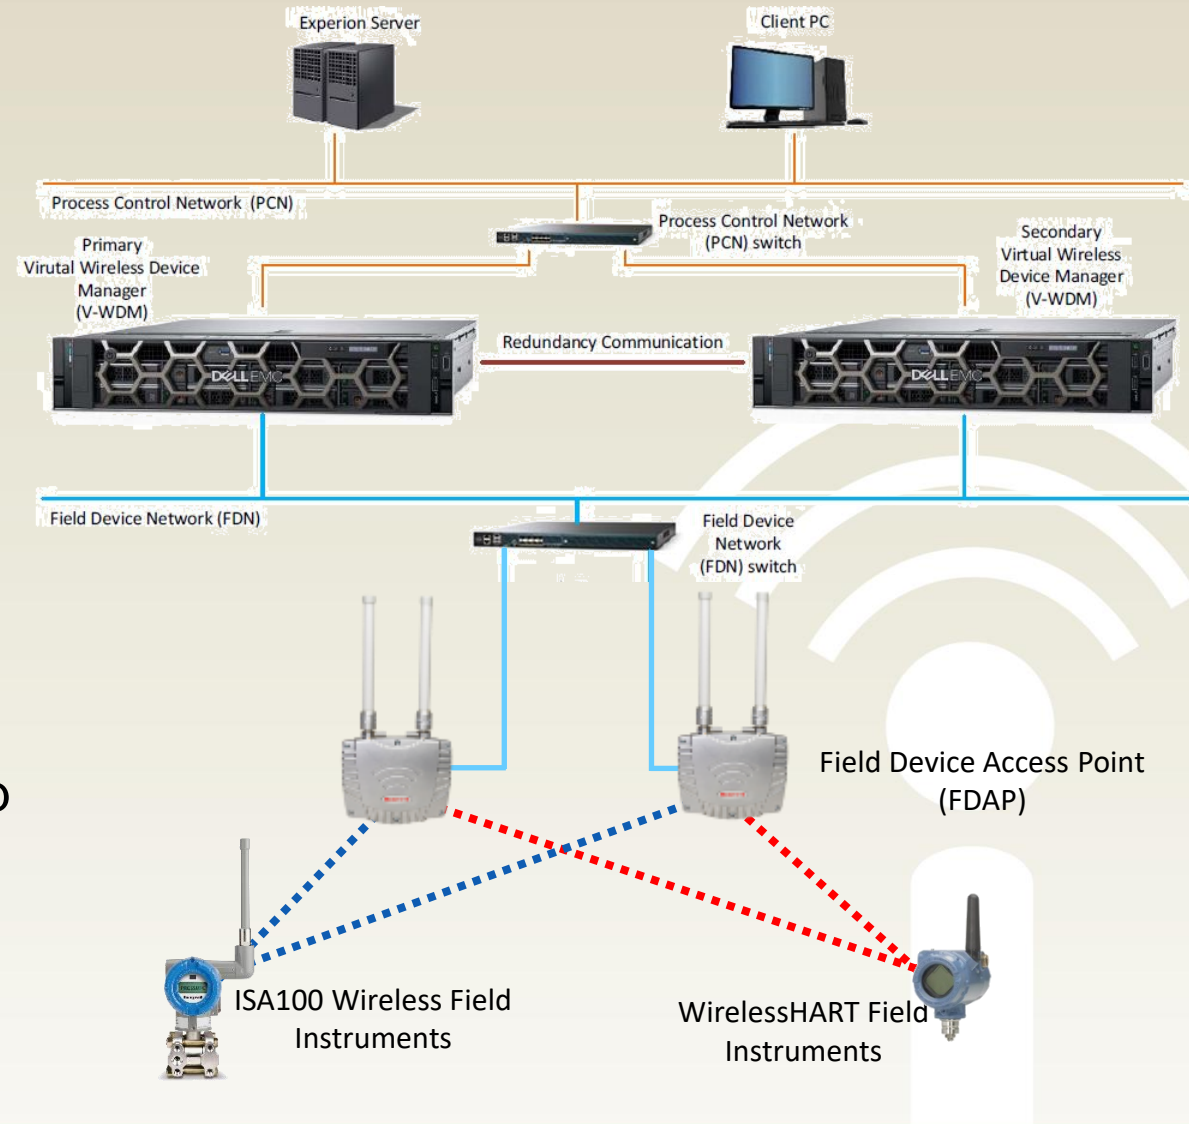 Experion Server
Client PC
Process Control Network (PCN)
Process Control Network
(PCN) switch
Primary
Virutal Wireless Device
Manager
(V-WDM)
Secondary
Virtual Wireless
Device Manager
(V-WDM)
Redundancy Communication
DELLEMC
DELLEMC
Field Device Network (FDN)
Field Device
Network
(FDN) switch
Field Device Access Point
(FDAP)
ISA100 Wireless Field
Instruments
WirelessHART Field
Instruments